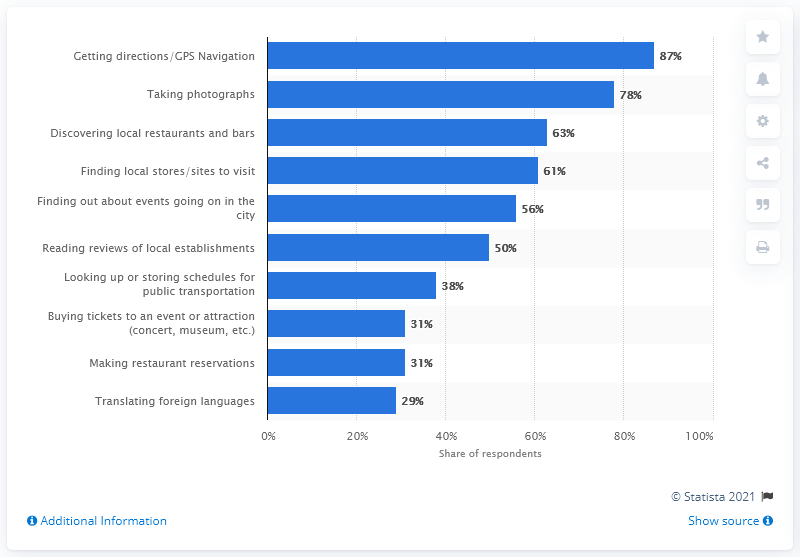 Getting directions/GPS Navigation 87%
Taking photographs 78%
Discovering local restaurants and bars 63%
Finding local stores/sites to visit 61%
Finding out about events going on in the
city 56%
Reading reviews of local establishments 50%
Looking up or storing schedules for
public transportation 38%
Buying tickets to an event or attraction
(concert, museum, etc.) 31%
Making restaurant reservations 31%
Translating foreign languages 29%
0% 20% 40% 60% 80% 100%
Share of respondents
© Statista 2021
Additional Information Show source